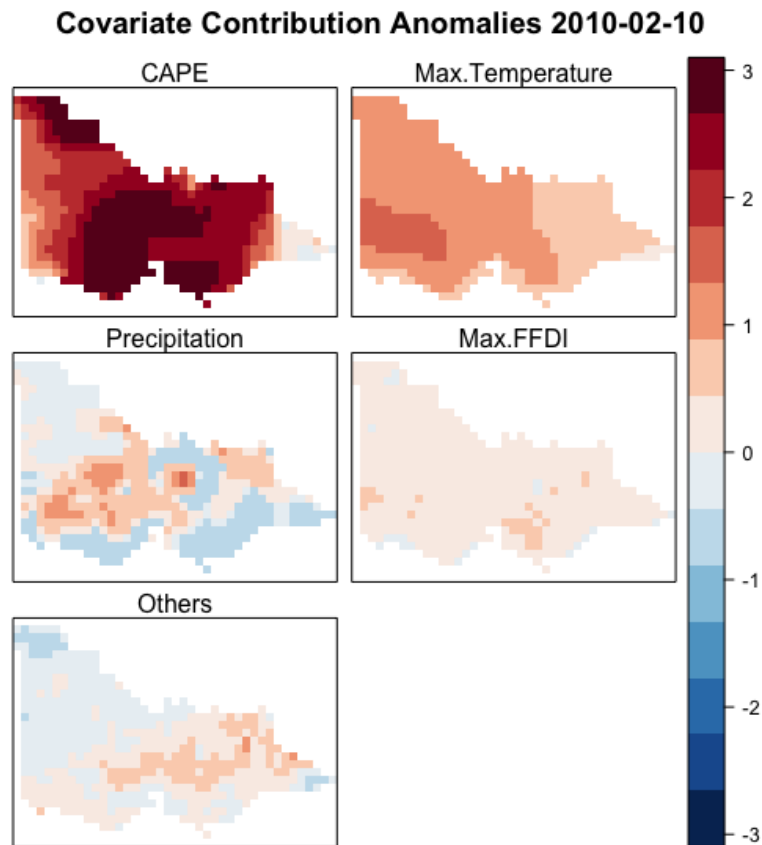 Covariate Contribution Anomalies 2010-02-10
CAPE
Max.Temperature
Precipitation
Max.FFDI
Others
3
2
1
0
-1
-2
-3